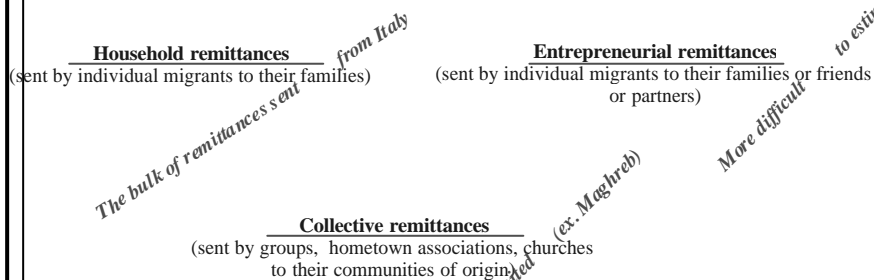 Household remittances
(sent by individual migrants to their families)
The bulk of remittances sent from Italy
Entrepreneurial remittances
(sent by individual migrants to their families or friends
or partners)
More difficult to
Collective remittances
(sent by groups, hometown associations, churches
to their communities of origin)
(ex. Maghreb)